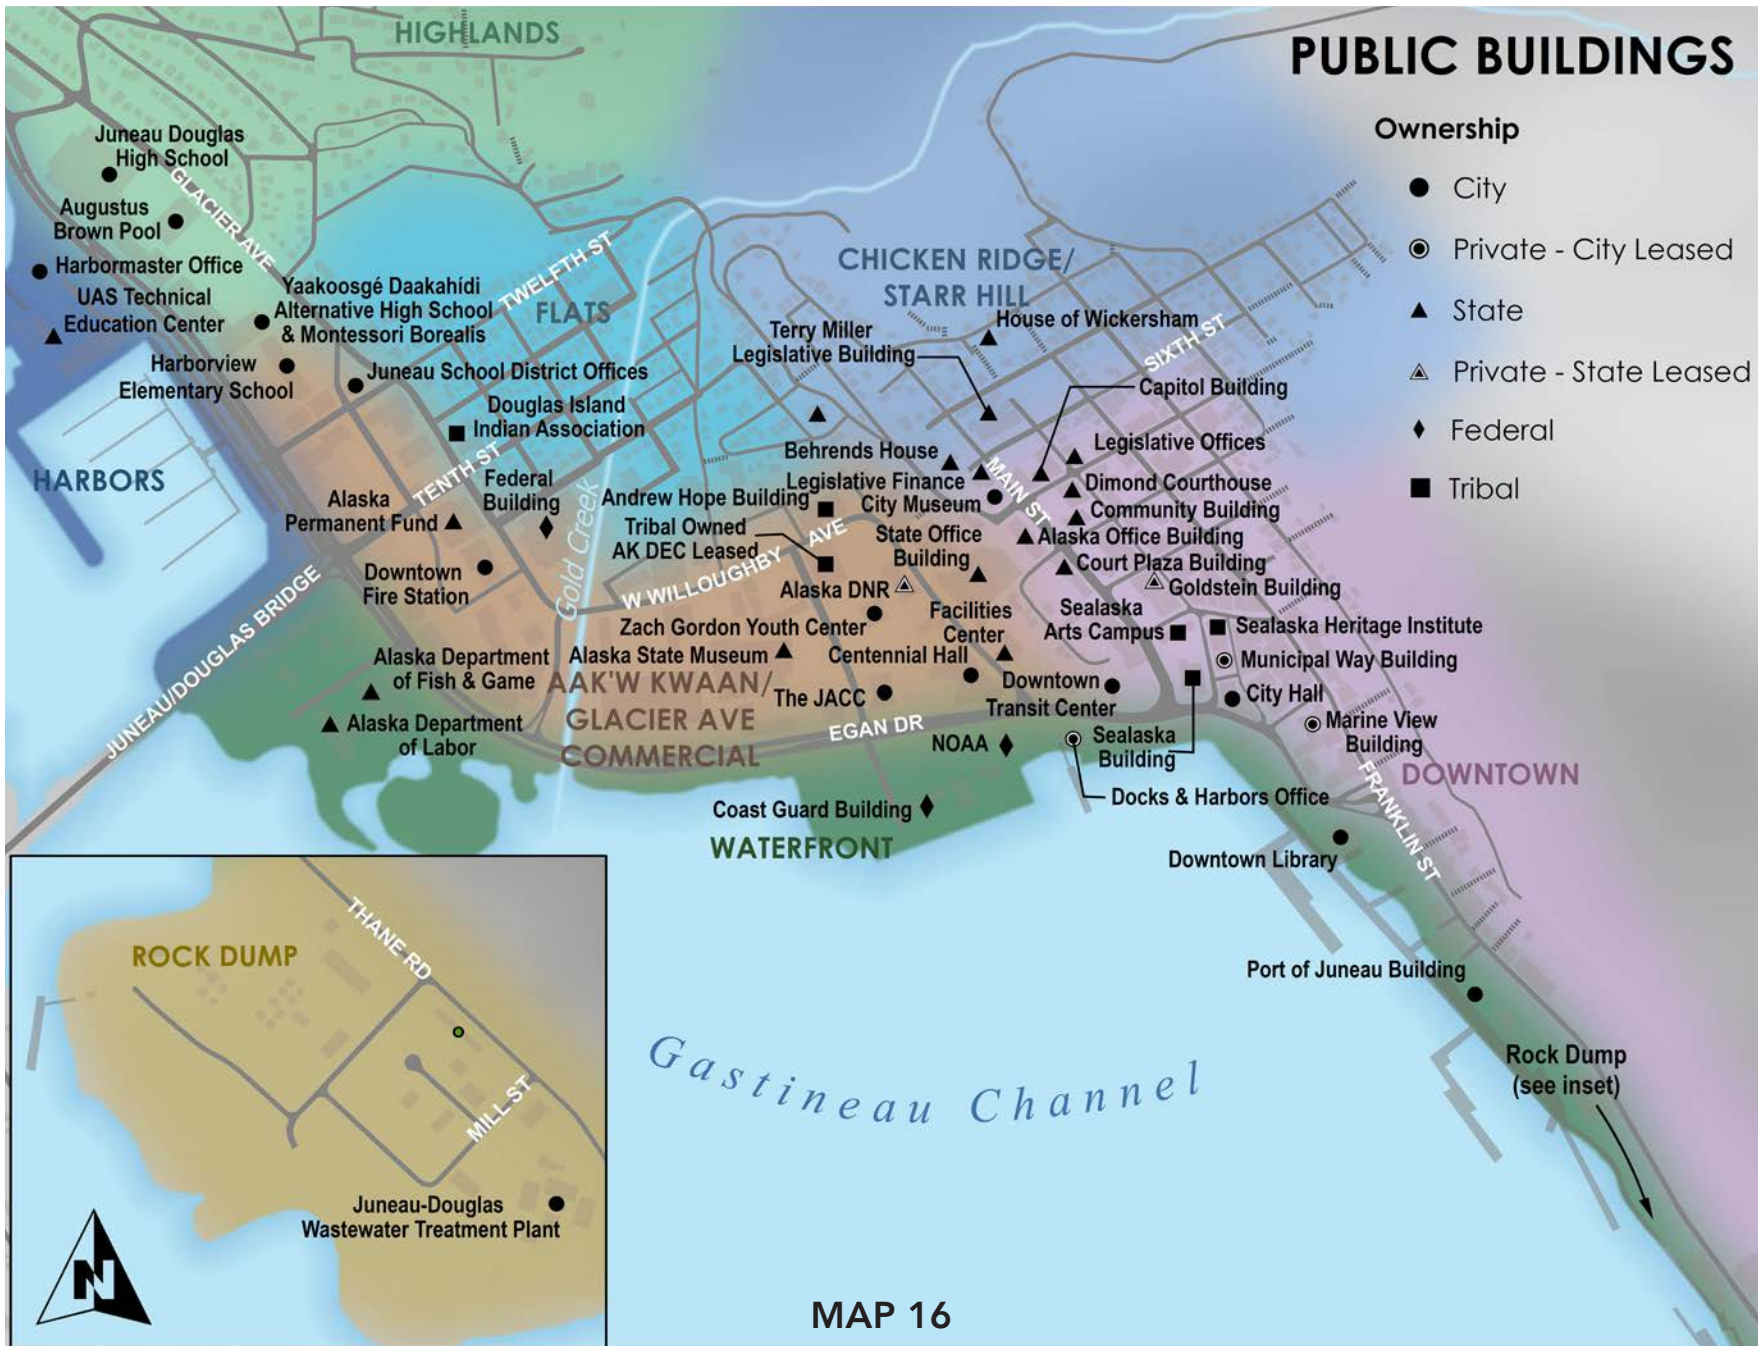 PUBLIC BUILDINGS
Ownership
City
Private - City Leased
State
Private - State Leased
Federal
Tribal
HIGHLANDS
Juneau Douglas
High School
GLACIER AVE
Augustus
Brown Pool
Harbormaster Office
UAS Technical
Education Center
Yaakoosgé Daakahídi
Alternative High School
& Montessori Borealis
TWELFTH ST
FLATS
Harborview
Elementary School
Juneau School District Offices
Douglas Island
Indian Association
HARBORS
TENTH ST
Alaska
Permanent Fund
Federal
Building
Gold Creek
Downtown
Fire Station
JUNEAU/DOUGLAS BRIDGE
Alaska Department
of Fish & Game
Alaska Department
of Labor
CHICKEN RIDGE/
STARR HILL
House of Wickersham
Terry Miller
Legislative Building
SIXTH ST
Capitol Building
Behrends House
Legislative Finance
City Museum
MAIN ST
Legislative Offices
Dimond Courthouse
Community Building
Alaska Office Building
Court Plaza Building
Goldstein Building
Andrew Hope Building
Tribal Owned
AK DEC Leased
W WILLOUGHBY AVE
State Office
Building
Alaska DNR
Zach Gordon Youth Center
Facilities
Center
Alaska State Museum
Centennial Hall
The JACC
AAK'W KWAAN/
GLACIER AVE
COMMERCIAL
EGAN DR
Sealaska
Arts Campus
Sealaska Heritage Institute
Municipal Way Building
Downtown
Transit Center
City Hall
Marine View
Building
NOAA
Sealaska
Building
DOWNTOWN
Docks & Harbors Office
Coast Guard Building
WATERFRONT
FRANKLIN ST
Downtown Library
Port of Juneau Building
Rock Dump
(see inset)
Gastineau Channel
ROCK DUMP
THANE RD
MILL ST
Juneau-Douglas
Wastewater Treatment Plant
N
MAP 16